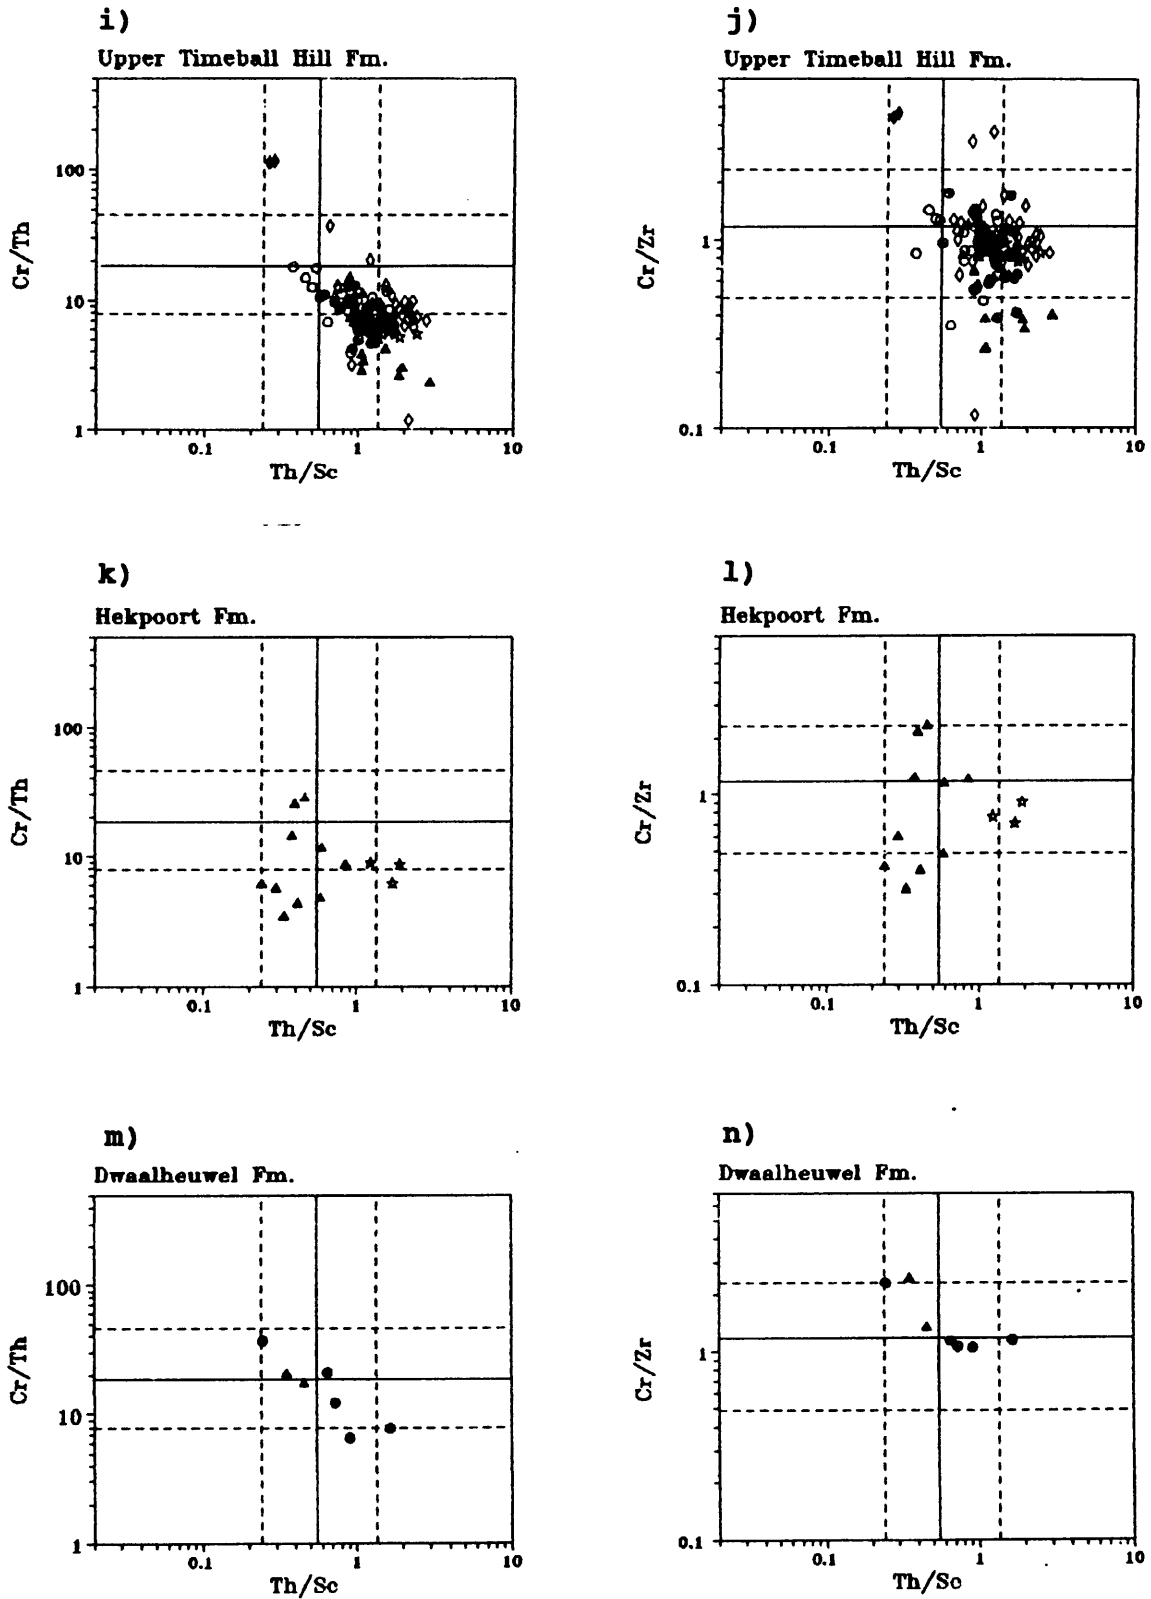 i)
Upper Timeball Hill Fm.
100
10
1
Cr/Th
0.1
1
10
Th/Sc
j)
Upper Timeball Hill Fm.
1
0.1
Cr/Zr
0.1
1
10
Th/Sc
k)
Hekpoort Fm.
100
10
1
Cr/Th
0.1
1
10
Th/Sc
l)
Hekpoort Fm.
1
0.1
Cr/Zr
0.1
1
10
Th/Sc
m)
Dwaalheuwel Fm.
100
10
1
Cr/Th
0.1
1
10
Th/Sc
n)
Dwaalheuwel Fm.
1
0.1
Cr/Zr
0.1
1
10
Th/Sc